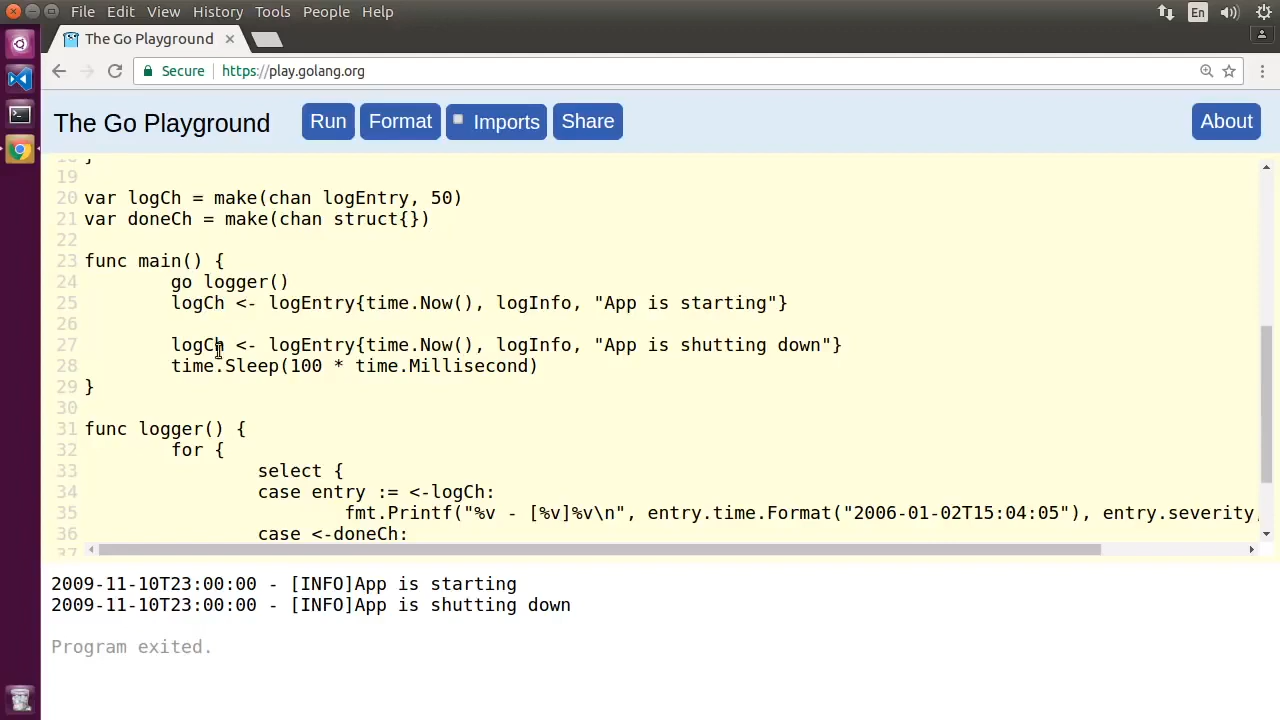 File Edit View History Tools People Help
En
The Go Playground
Secure https://play.golang.org
The Go Playground Run Format Imports Share About
19
20 var logCh = make(chan logEntry, 50)
21 var doneCh = make(chan struct{})
22
23 func main() {
24 go logger()
25 logCh <- logEntry{time.Now(), logInfo, "App is starting"}
26
27 logCh <- logEntry{time.Now(), logInfo, "App is shutting down"}
28 time.Sleep(100 * time.Millisecond)
29 }
30
31 func logger() {
32 for {
33 select {
34 case entry := <-logCh:
35 fmt.Printf("%v - [%v]%v\n", entry.time.Format("2006-01-02T15:04:05"), entry.severity,
36 case <-doneCh:
37
2009-11-10T23:00:00 - [INFO]App is starting
2009-11-10T23:00:00 - [INFO]App is shutting down
Program exited.